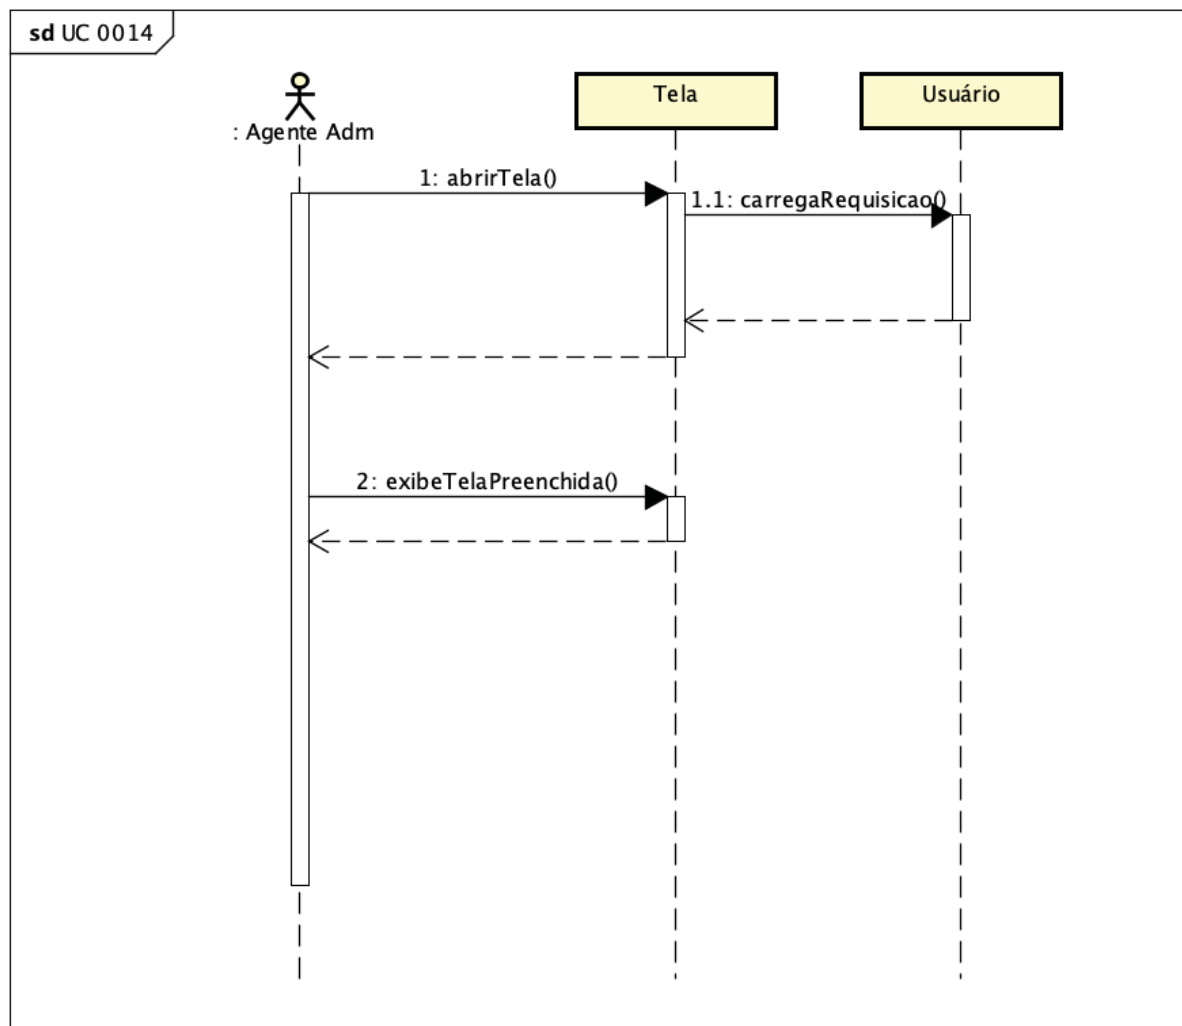 sd UC 0014
Tela
Usuário
: Agente Adm
1: abrirTela()
1.1: carregaRequisicao()
2: exibeTelaPreenchida()